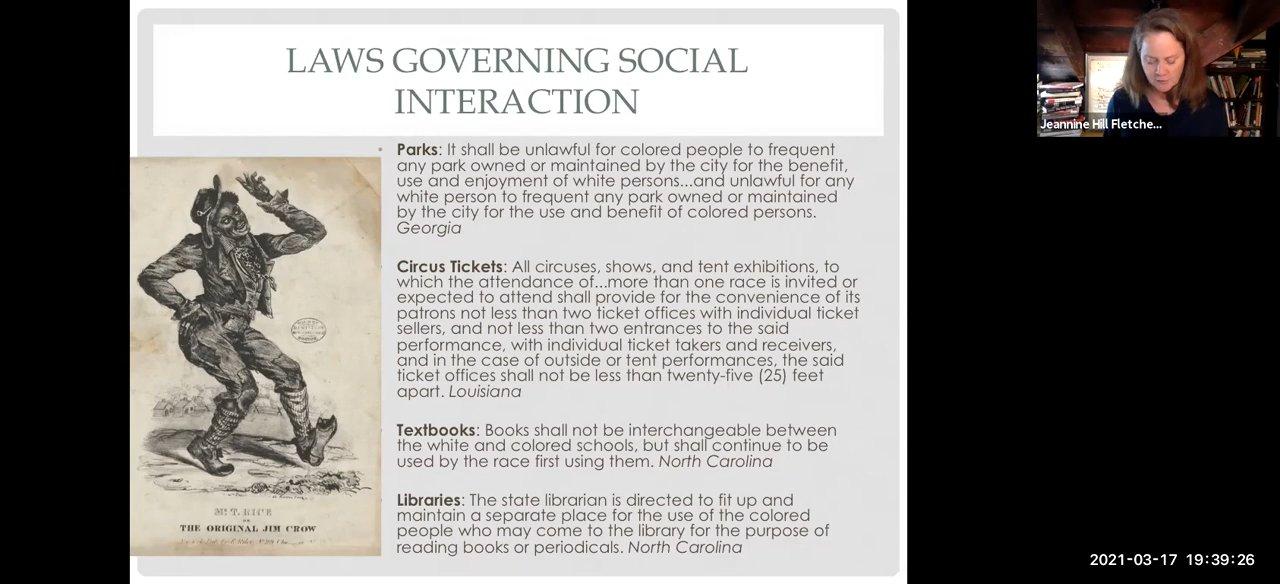 LAWS GOVERNING SOCIAL
INTERACTION
Parks: It shall be unlawful for colored people to frequent
any park owned or maintained by the city for the benefit,
use and enjoyment of white persons...and unlawful for any
white person to frequent any park owned or maintained
by the city for the use and benefit of colored persons.
Georgia
Circus Tickets: All circuses, shows, and tent exhibitions, to
which the attendance of...more than one race is invited or
expected to attend shall provide for the convenience of its
patrons not less than two ticket offices with individual ticket
sellers, and not less than two entrances to the said
performance, with individual ticket takers and receivers,
and in the case of outside or tent performances, the said
ticket offices shall not be less than twenty-five (25) feet
apart. Louisiana
Textbooks: Books shall not be interchangeable between
the white and colored schools, but shall continue to be
used by the race first using them. North Carolina
Libraries: The state librarian is directed to fit up and
maintain a separate place for the use of the colored
people who may come to the library for the purpose of
reading books or periodicals. North Carolina
Mr. T. RICE
THE ORIGINAL JIM CROW
Jeannine Hill Fletche...
2021-03-17 19:39:26